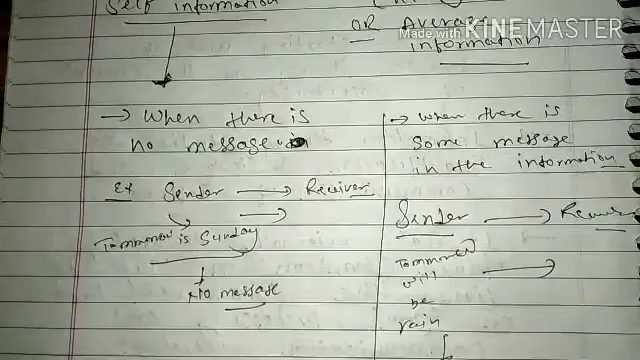 Self information
OR Average
information
Made with KINEMASTER
→ When there is
no message in
Ex Sender → Receiver
→
Tommorow is Sunday
↓
No message
→ when there is
Some message
in the information
Sender → Receiver
Tommorow →
will
be
rain